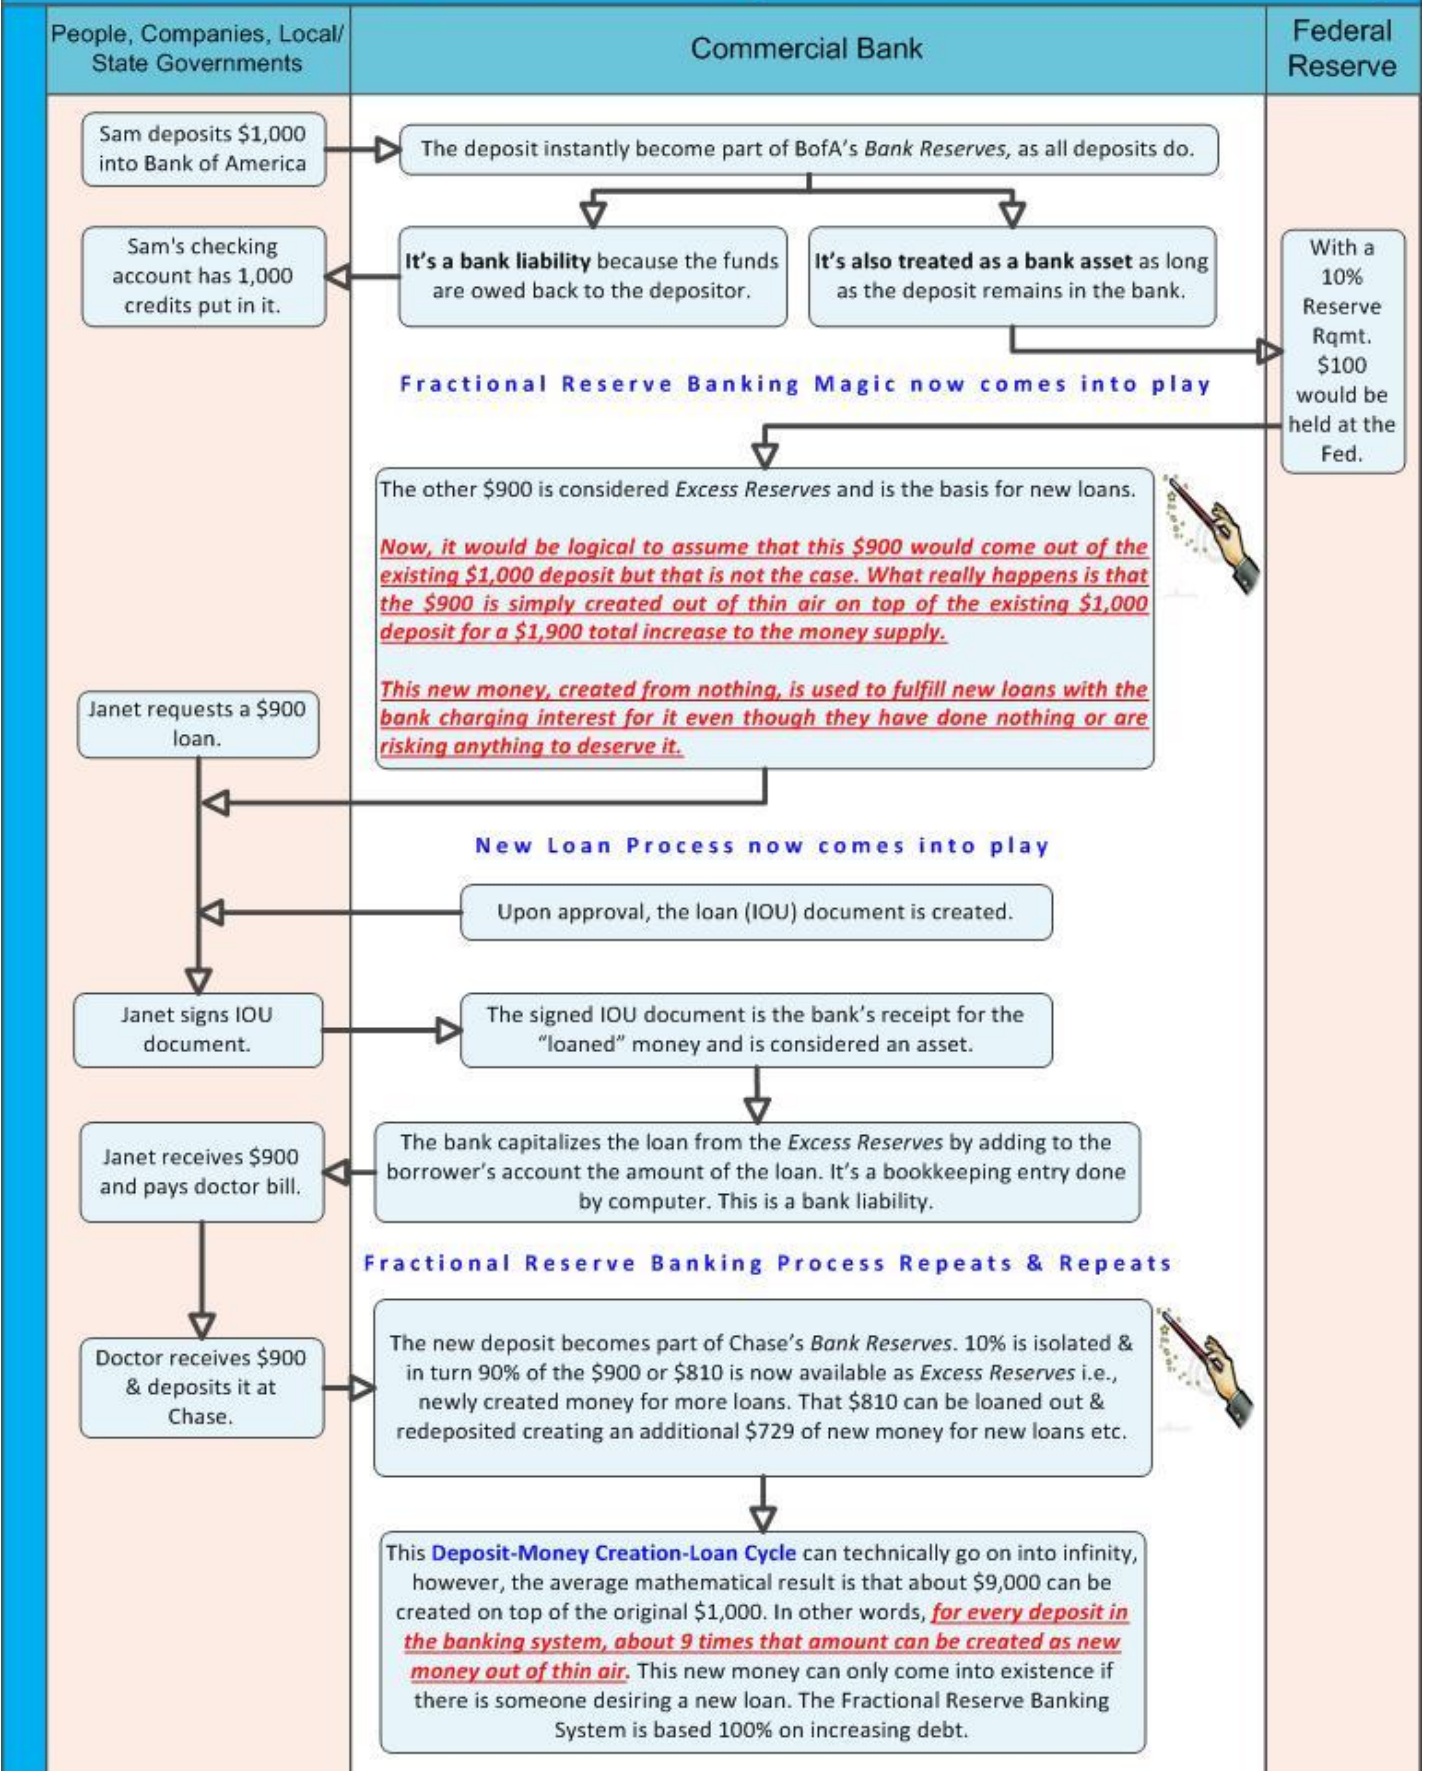 People, Companies, Local/
State Governments
Commercial Bank
Federal
Reserve
Sam deposits $1,000
into Bank of America
The deposit instantly become part of BofA's Bank Reserves, as all deposits do.
Sam's checking
account has 1,000
credits put in it.
It's a bank liability because the funds
are owed back to the depositor.
It's also treated as a bank asset as long
as the deposit remains in the bank.
With a
10%
Reserve
Rqmt.
$100
would be
held at the
Fed.
Fractional Reserve Banking Magic now comes into play
The other $900 is considered Excess Reserves and is the basis for new loans.
Now, it would be logical to assume that this $900 would come out of the
existing $1,000 deposit but that is not the case. What really happens is that
the $900 is simply created out of thin air on top of the existing $1,000
deposit for a $1,900 total increase to the money supply.
This new money, created from nothing, is used to fulfill new loans with the
bank charging interest for it even though they have done nothing or are
risking anything to deserve it.
Janet requests a $900
loan.
New Loan Process now comes into play
Upon approval, the loan (IOU) document is created.
Janet signs IOU
document.
The signed IOU document is the bank's receipt for the
“loaned” money and is considered an asset.
Janet receives $900
and pays doctor bill.
The bank capitalizes the loan from the Excess Reserves by adding to the
borrower's account the amount of the loan. It's a bookkeeping entry done
by computer. This is a bank liability.
Fractional Reserve Banking Process Repeats & Repeats
Doctor receives $900
& deposits it at
Chase.
The new deposit becomes part of Chase's Bank Reserves. 10% is isolated &
in turn 90% of the $900 or $810 is now available as Excess Reserves i.e.,
newly created money for more loans. That $810 can be loaned out &
redeposited creating an additional $729 of new money for new loans etc.
This Deposit-Money Creation-Loan Cycle can technically go on into infinity,
however, the average mathematical result is that about $9,000 can be
created on top of the original $1,000. In other words, for every deposit in
the banking system, about 9 times that amount can be created as new
money out of thin air. This new money can only come into existence if
there is someone desiring a new loan. The Fractional Reserve Banking
System is based 100% on increasing debt.